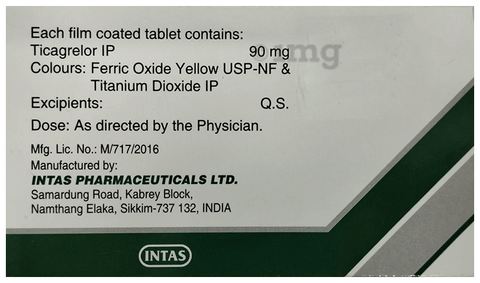 Each film coated tablet contains:
Ticagrelor IP 90 mg
Colours: Ferric Oxide Yellow USP-NF &
Titanium Dioxide IP
Excipients: Q.S.
Dose: As directed by the Physician.
Mfg. Lic. No.: M/717/2016
Manufactured by:
INTAS PHARMACEUTICALS LTD.
Samardung Road, Kabrey Block,
Namthang Elaka, Sikkim-737 132, INDIA
INTAS